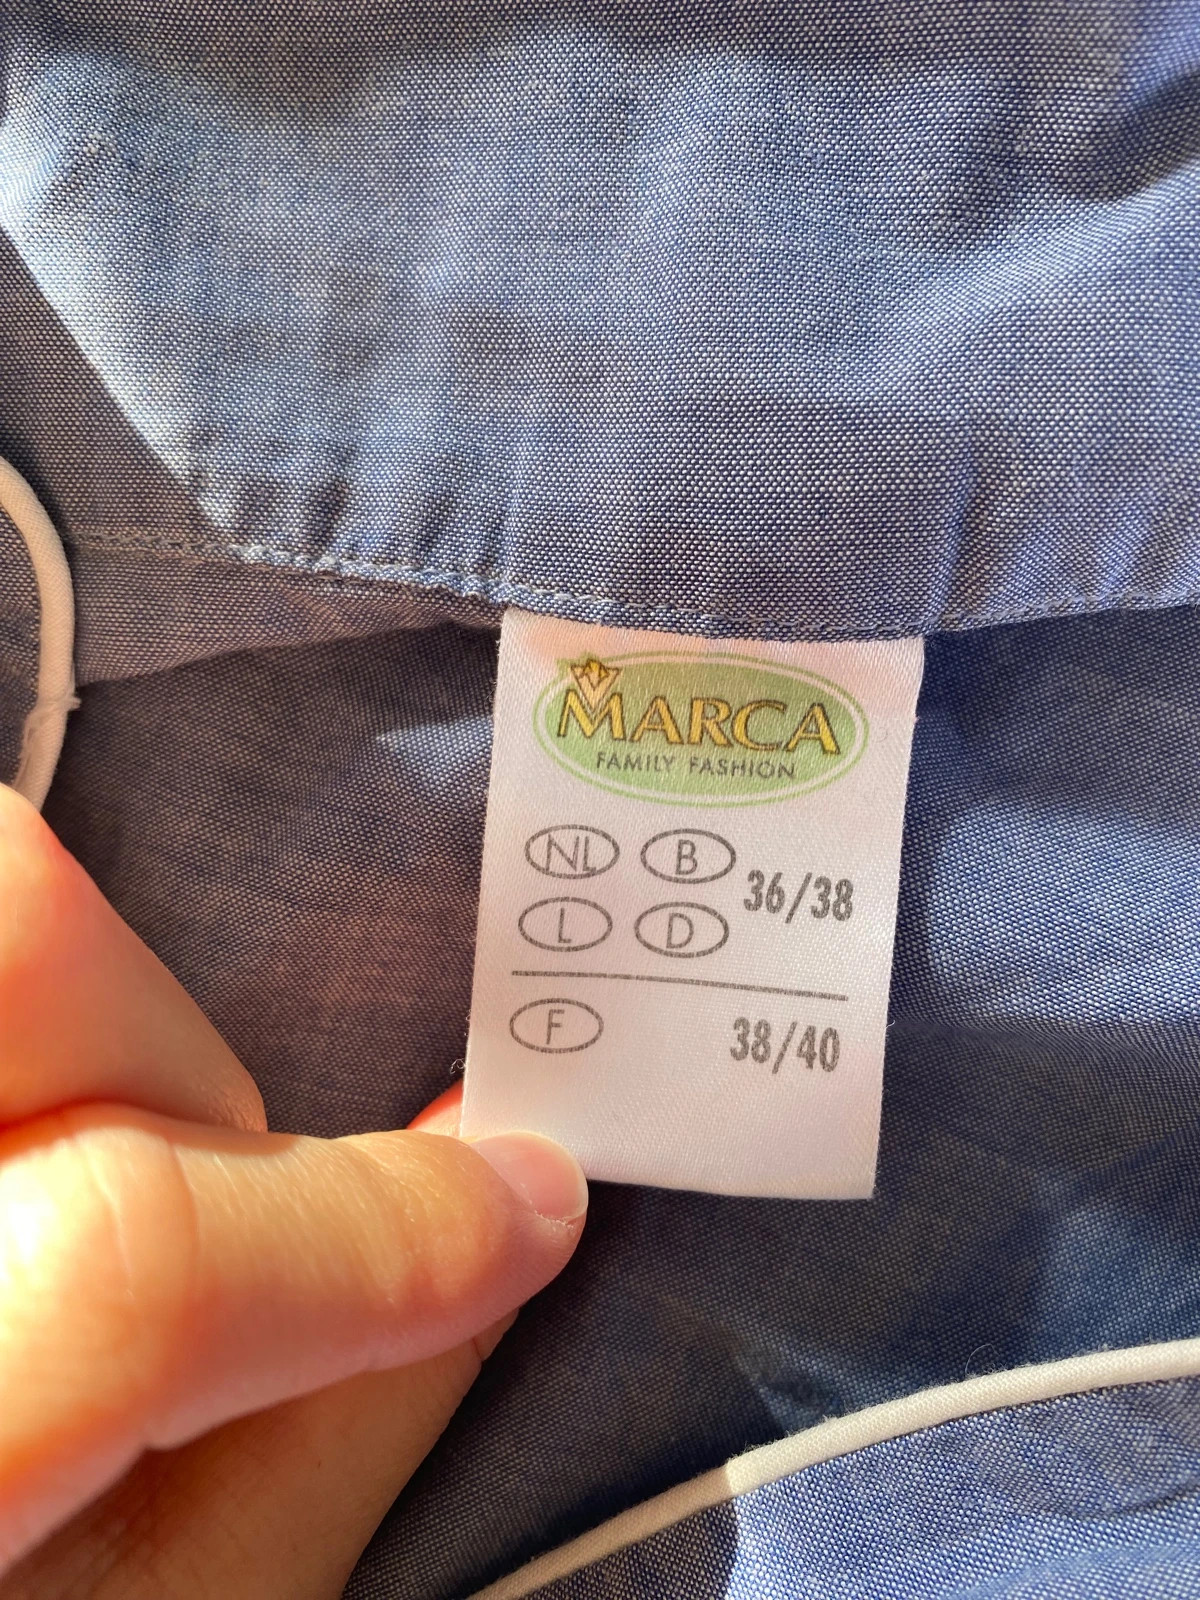 MARCA
FAMILY FASHION
NL B
36/38
L D
F 38/40